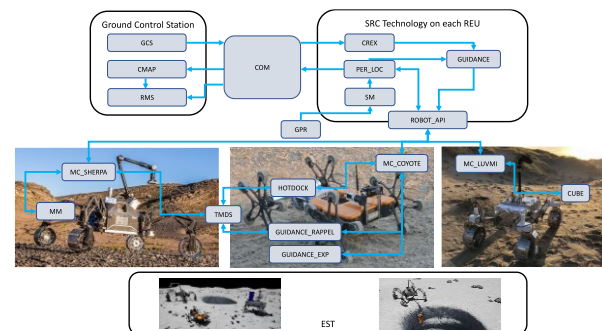 Ground Control Station
SRC Technology on each REU
GCS
CMAP
RMS
COM
CREX
PER_LOC
GUIDANCE
SM
GPR
ROBOT_API
MC_SHERPA
MM
TMDS
HOTDOCK
MC_COYOTE
GUIDANCE_RAPPEL
GUIDANCE_EXP
MC_LUVMI
CUBE
EST